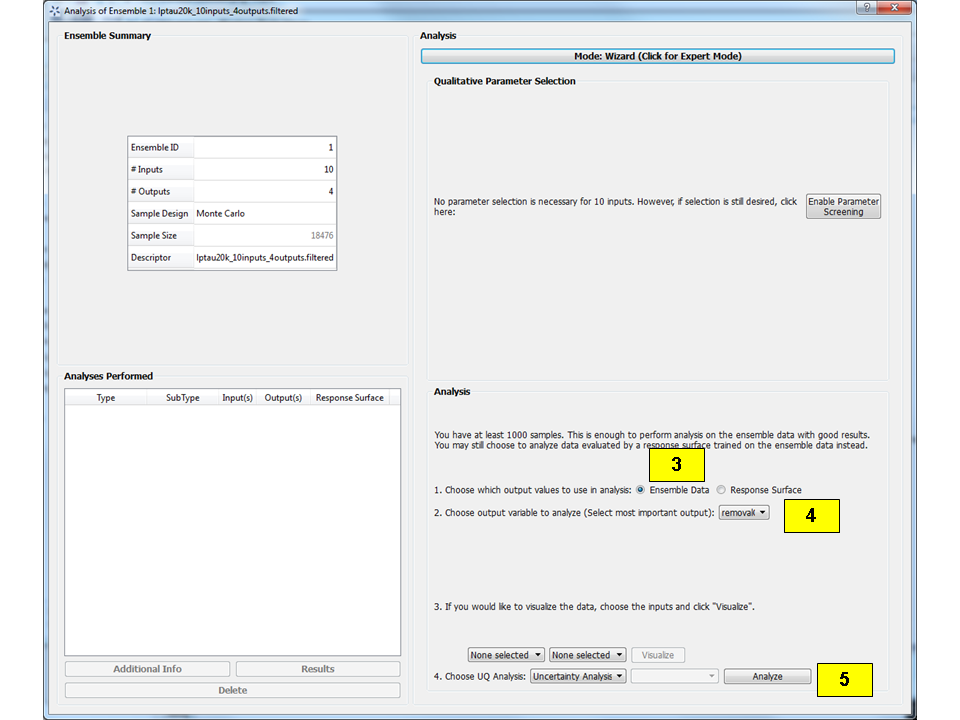 Analysis of Ensemble 1: lptau20k_10inputs_4outputs.filtered
Ensemble Summary
Ensemble ID 1
# Inputs 10
# Outputs 4
Sample Design Monte Carlo
Sample Size 18476
Descriptor lptau20k_10inputs_4outputs.filtered
Analyses Performed
Type SubType Input(s) Output(s) Response Surface
Additional Info Results
Delete
Analysis
Mode: Wizard (Click for Expert Mode)
Qualitative Parameter Selection
No parameter selection is necessary for 10 inputs. However, if selection is still desired, click
here:
Enable Parameter
Screening
Analysis
You have at least 1000 samples. This is enough to perform analysis on the ensemble data with good results.
You may still choose to analyze data evaluated by a response surface trained on the ensemble data instead.
3
1. Choose which output values to use in analysis: Ensemble Data Response Surface
2. Choose output variable to analyze (Select most important output): removal
4
3. If you would like to visualize the data, choose the inputs and click "Visualize".
None selected None selected Visualize
4. Choose UQ Analysis: Uncertainty Analysis Analyze
5